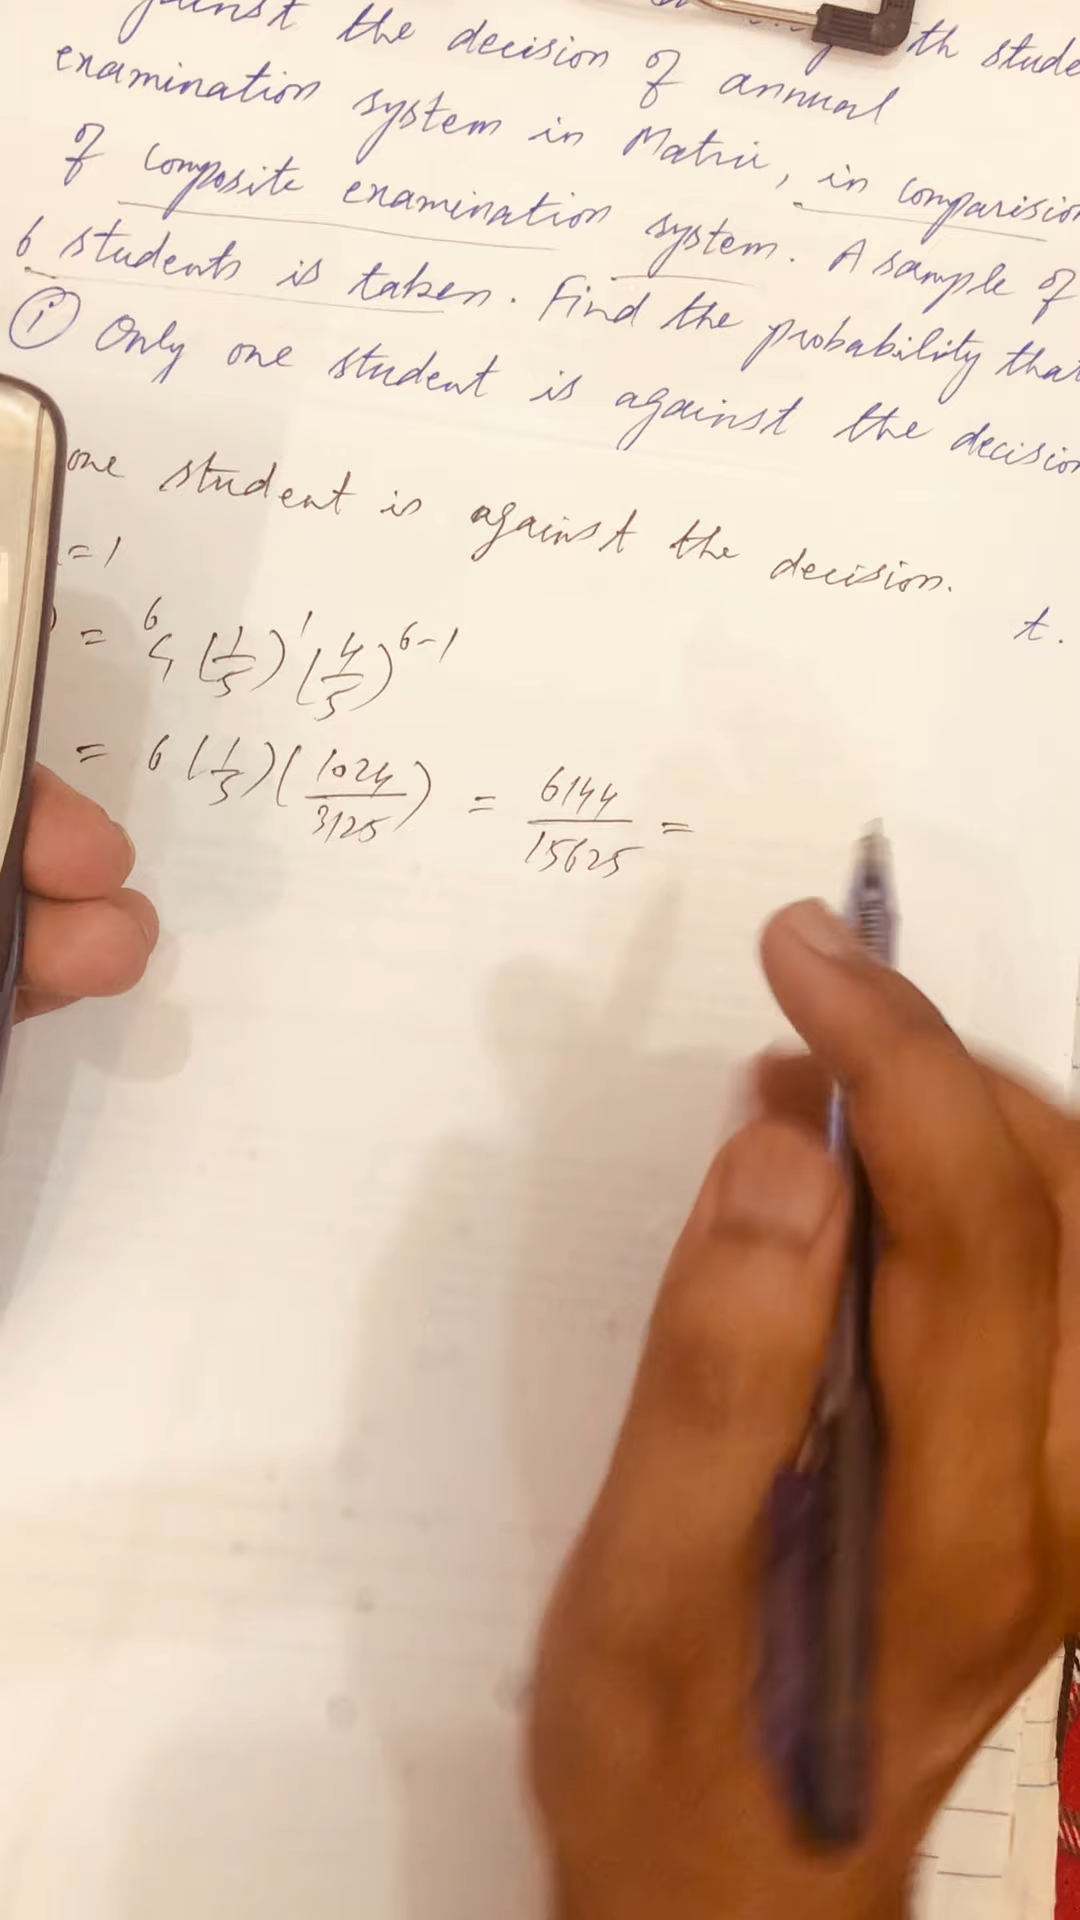 th stude
against the decision of annual
examination system in Matric, in comparision
of composite examination system. A sample of
6 students is taken. Find the probability that
(i) Only one student is against the decision
one student is against the decision.
=1
t.
) = ⁶C₁ (1/5)¹ (4/5)⁶⁻¹
= 6 (1/5) (1024/3125) = 6144/15625 =